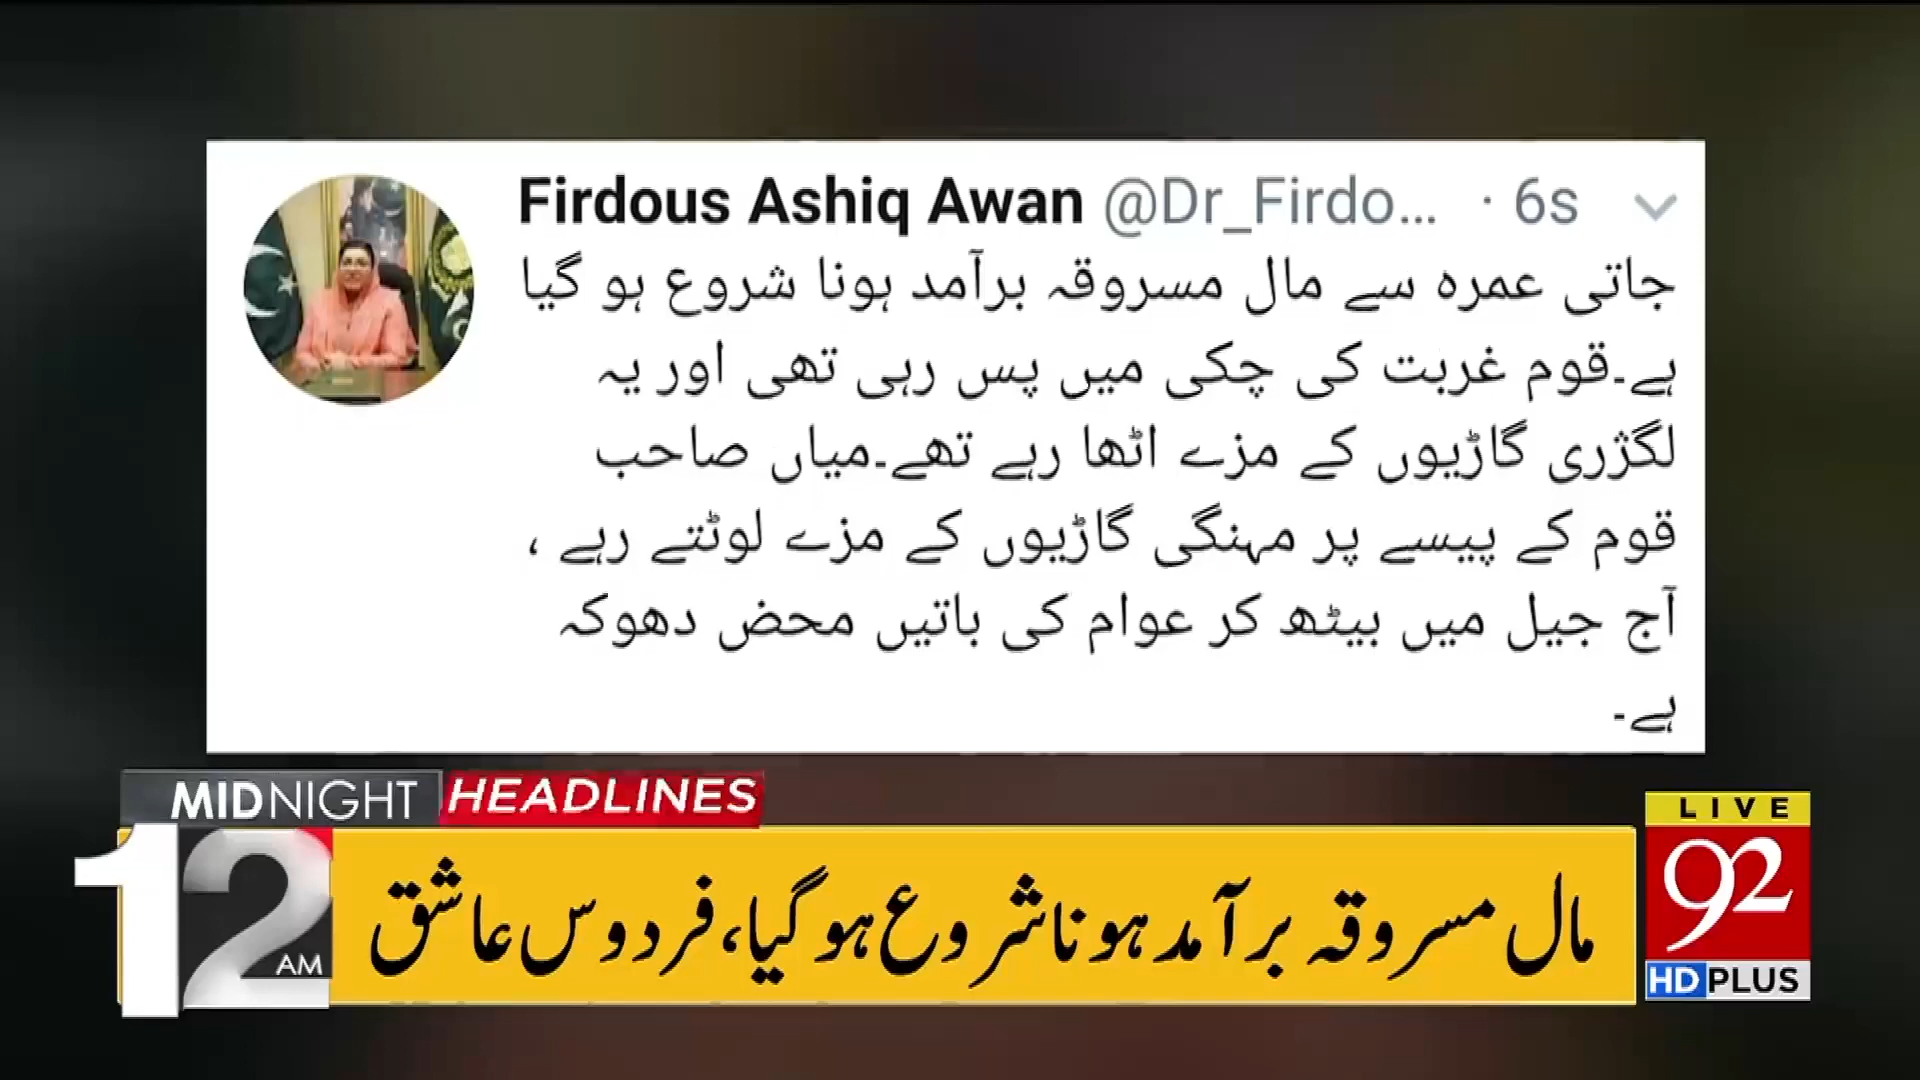 Firdous Ashiq Awan @Dr_Firdo... · 6s
جاتی عمرہ سے مال مسروقہ برآمد ہونا شروع ہو گیا
ہے۔قوم غربت کی چکی میں پس رہی تھی اور یہ
لگژری گاڑیوں کے مزے اٹھا رہے تھے۔میاں صاحب
قوم کے پیسے پر مہنگی گاڑیوں کے مزے لوٹتے رہے ،
آج جیل میں بیٹھ کر عوام کی باتیں محض دھوکہ
ہے۔
MIDNIGHT HEADLINES
12 AM
مال مسروقہ برآمد ہونا شروع ہو گیا، فردوس عاشق
LIVE
92
HD PLUS